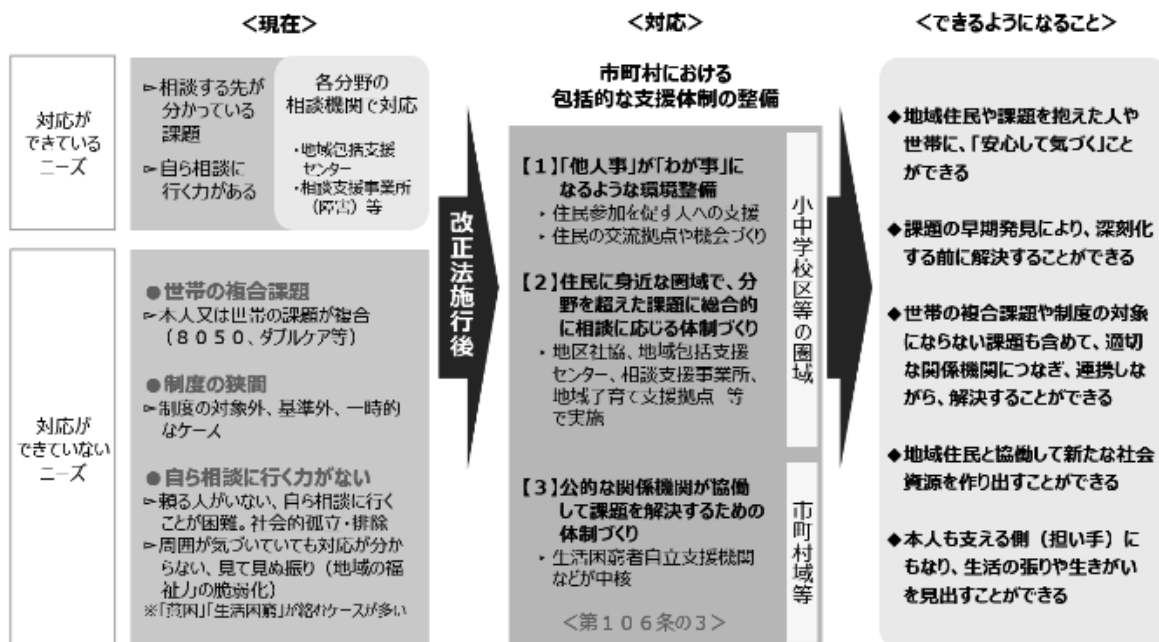 <現在>
<対応>
<できるようになること>
対応が
できている
ニーズ
▻相談する先が
分かっている
課題
▻自ら相談に
行く力がある
各分野の
相談機関で対応
・地域包括支援
センター
・相談支援事業所
(障害)等
対応が
できていない
ニーズ
●世帯の複合課題
▻本人又は世帯の課題が複合
(8050、ダブルケア等)
●制度の狭間
▻制度の対象外、基準外、一時的
なケース
●自ら相談に行く力がない
▻頼る人がいない、自ら相談に行く
ことが困難。社会的孤立・排除
▻周囲が気づいていても対応が分か
らない、見て見ぬ振り(地域の福
祉力の脆弱化)
※「貧困」「生活困窮」が絡むケースが多い
改正法施行後
市町村における
包括的な支援体制の整備
【1】「他人事」が「わが事」に
なるような環境整備
・住民参加を促す人への支援
・住民の交流拠点や機会づくり
【2】住民に身近な圏域で、分
野を超えた課題に総合的
に相談に応じる体制づくり
・地区社協、地域包括支援
センター、相談支援事業所、
地域子育て支援拠点 等
で実施
小中学校区等の圏域
【3】公的な関係機関が協働
して課題を解決するための
体制づくり
・生活困窮者自立支援機関
などが中核
<第106条の3>
市町村域等
◆地域住民や課題を抱えた人や
世帯に、「安心して気づく」こと
ができる
◆課題の早期発見により、深刻化
する前に解決することができる
◆世帯の複合課題や制度の対象
にならない課題も含めて、適切
な関係機関につなぎ、連携しな
がら、解決することができる
◆地域住民と協働して新たな社会
資源を作り出すことができる
◆本人も支える側(担い手)に
もなり、生活の張りや生きがい
を見出すことができる